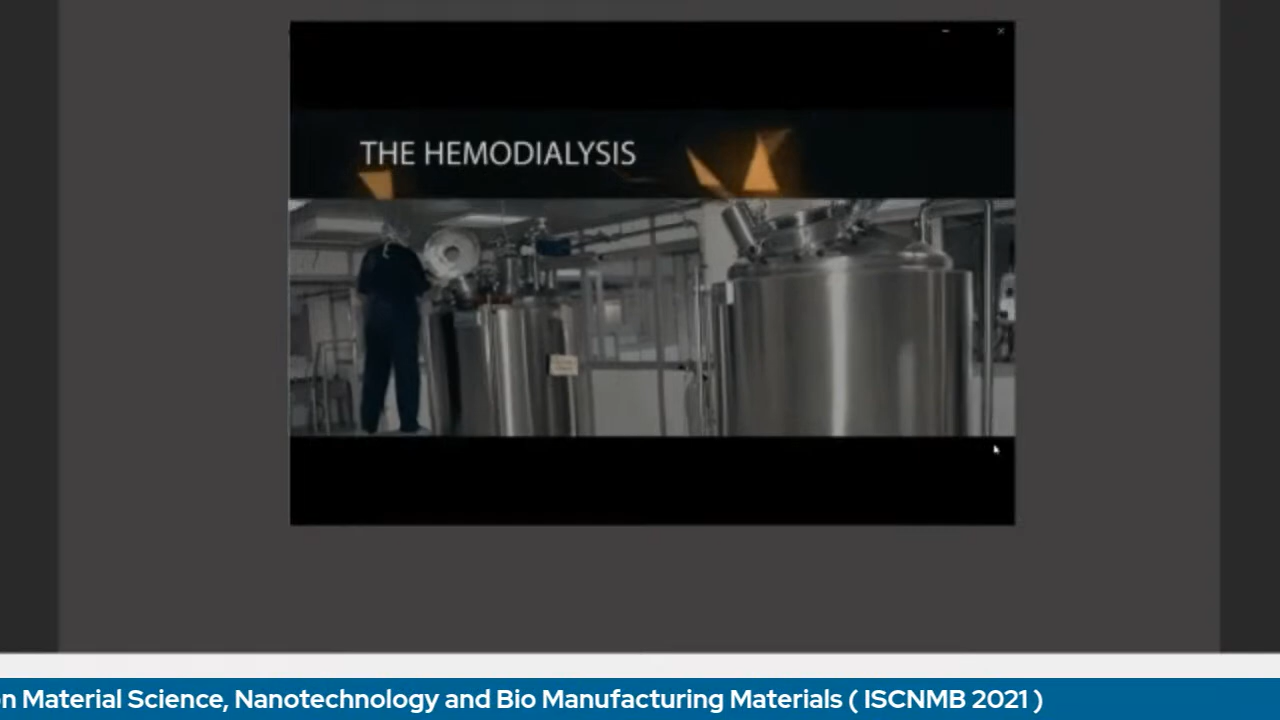 THE HEMODIALYSIS
n Material Science, Nanotechnology and Bio Manufacturing Materials ( ISCNMB 2021 )